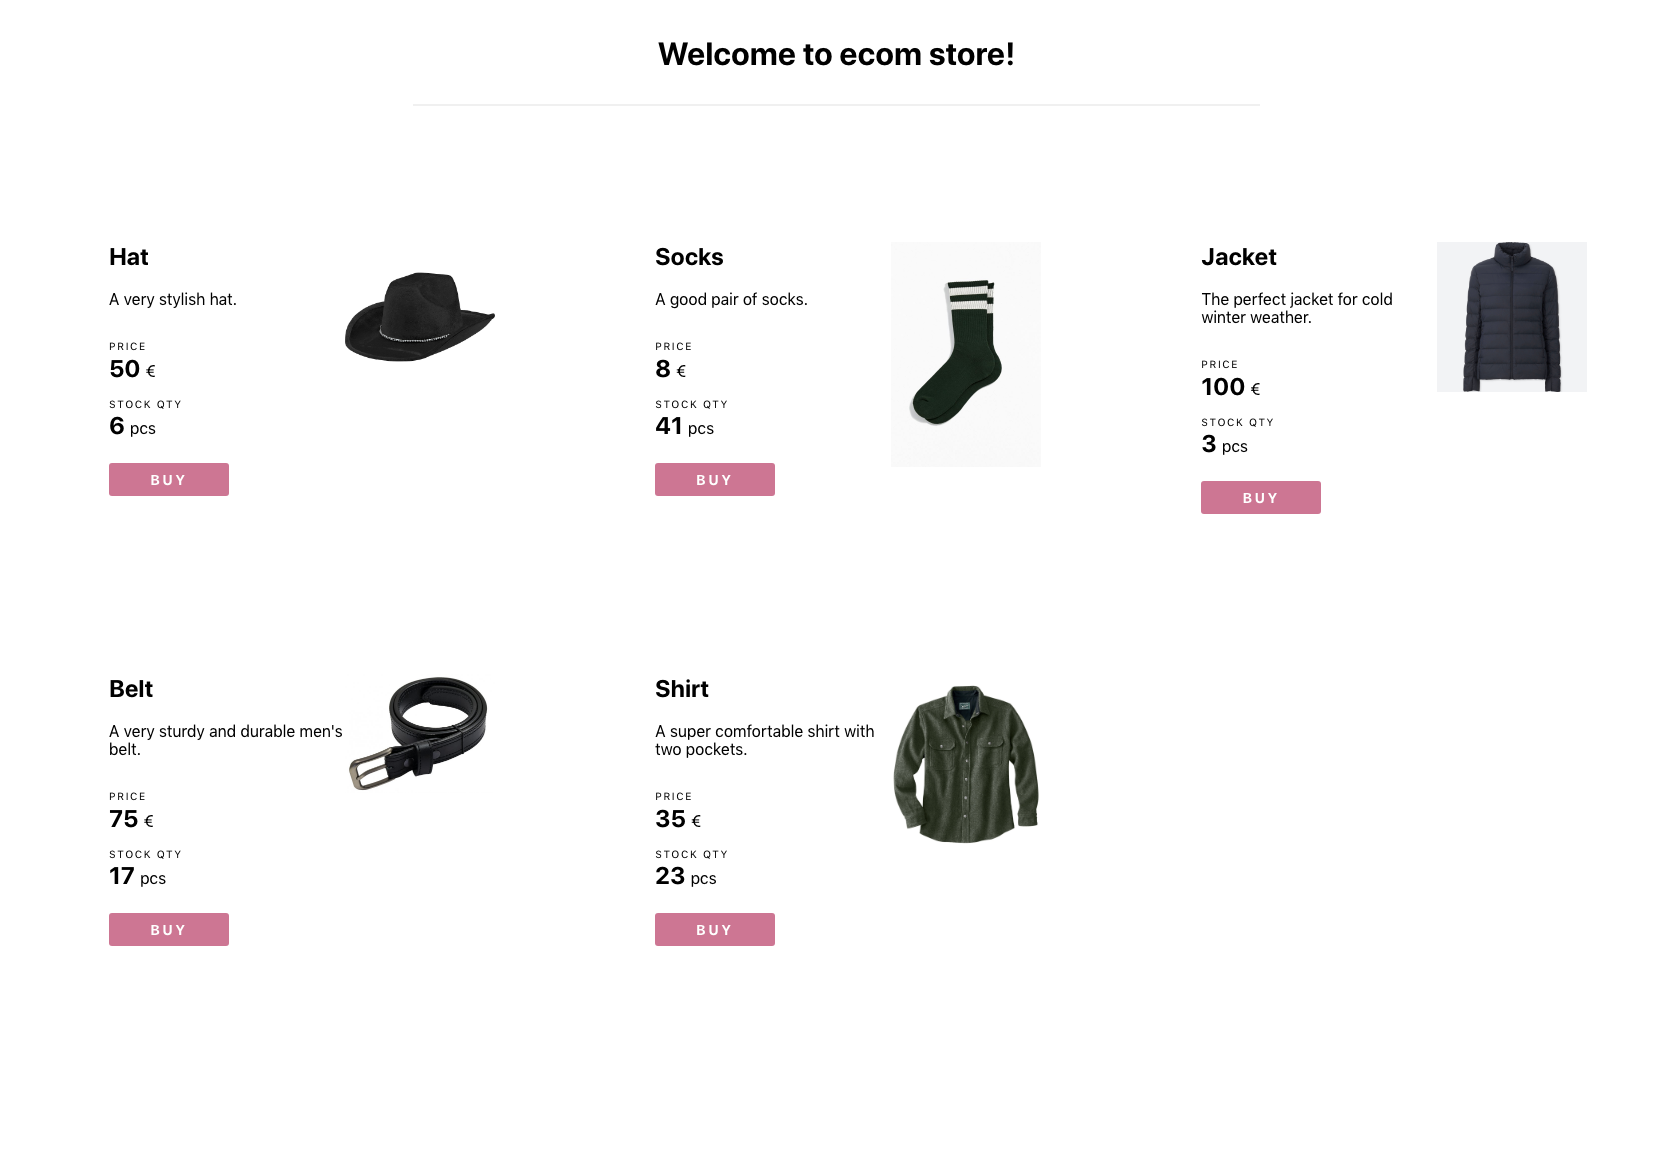 Welcome to ecom store!
Hat
A very stylish hat.
PRICE
50 €
STOCK QTY
6 pcs
BUY
Socks
A good pair of socks.
PRICE
8 €
STOCK QTY
41 pcs
BUY
Jacket
The perfect jacket for cold
winter weather.
PRICE
100 €
STOCK QTY
3 pcs
BUY
Belt
A very sturdy and durable men's
belt.
PRICE
75 €
STOCK QTY
17 pcs
BUY
Shirt
A super comfortable shirt with
two pockets.
PRICE
35 €
STOCK QTY
23 pcs
BUY